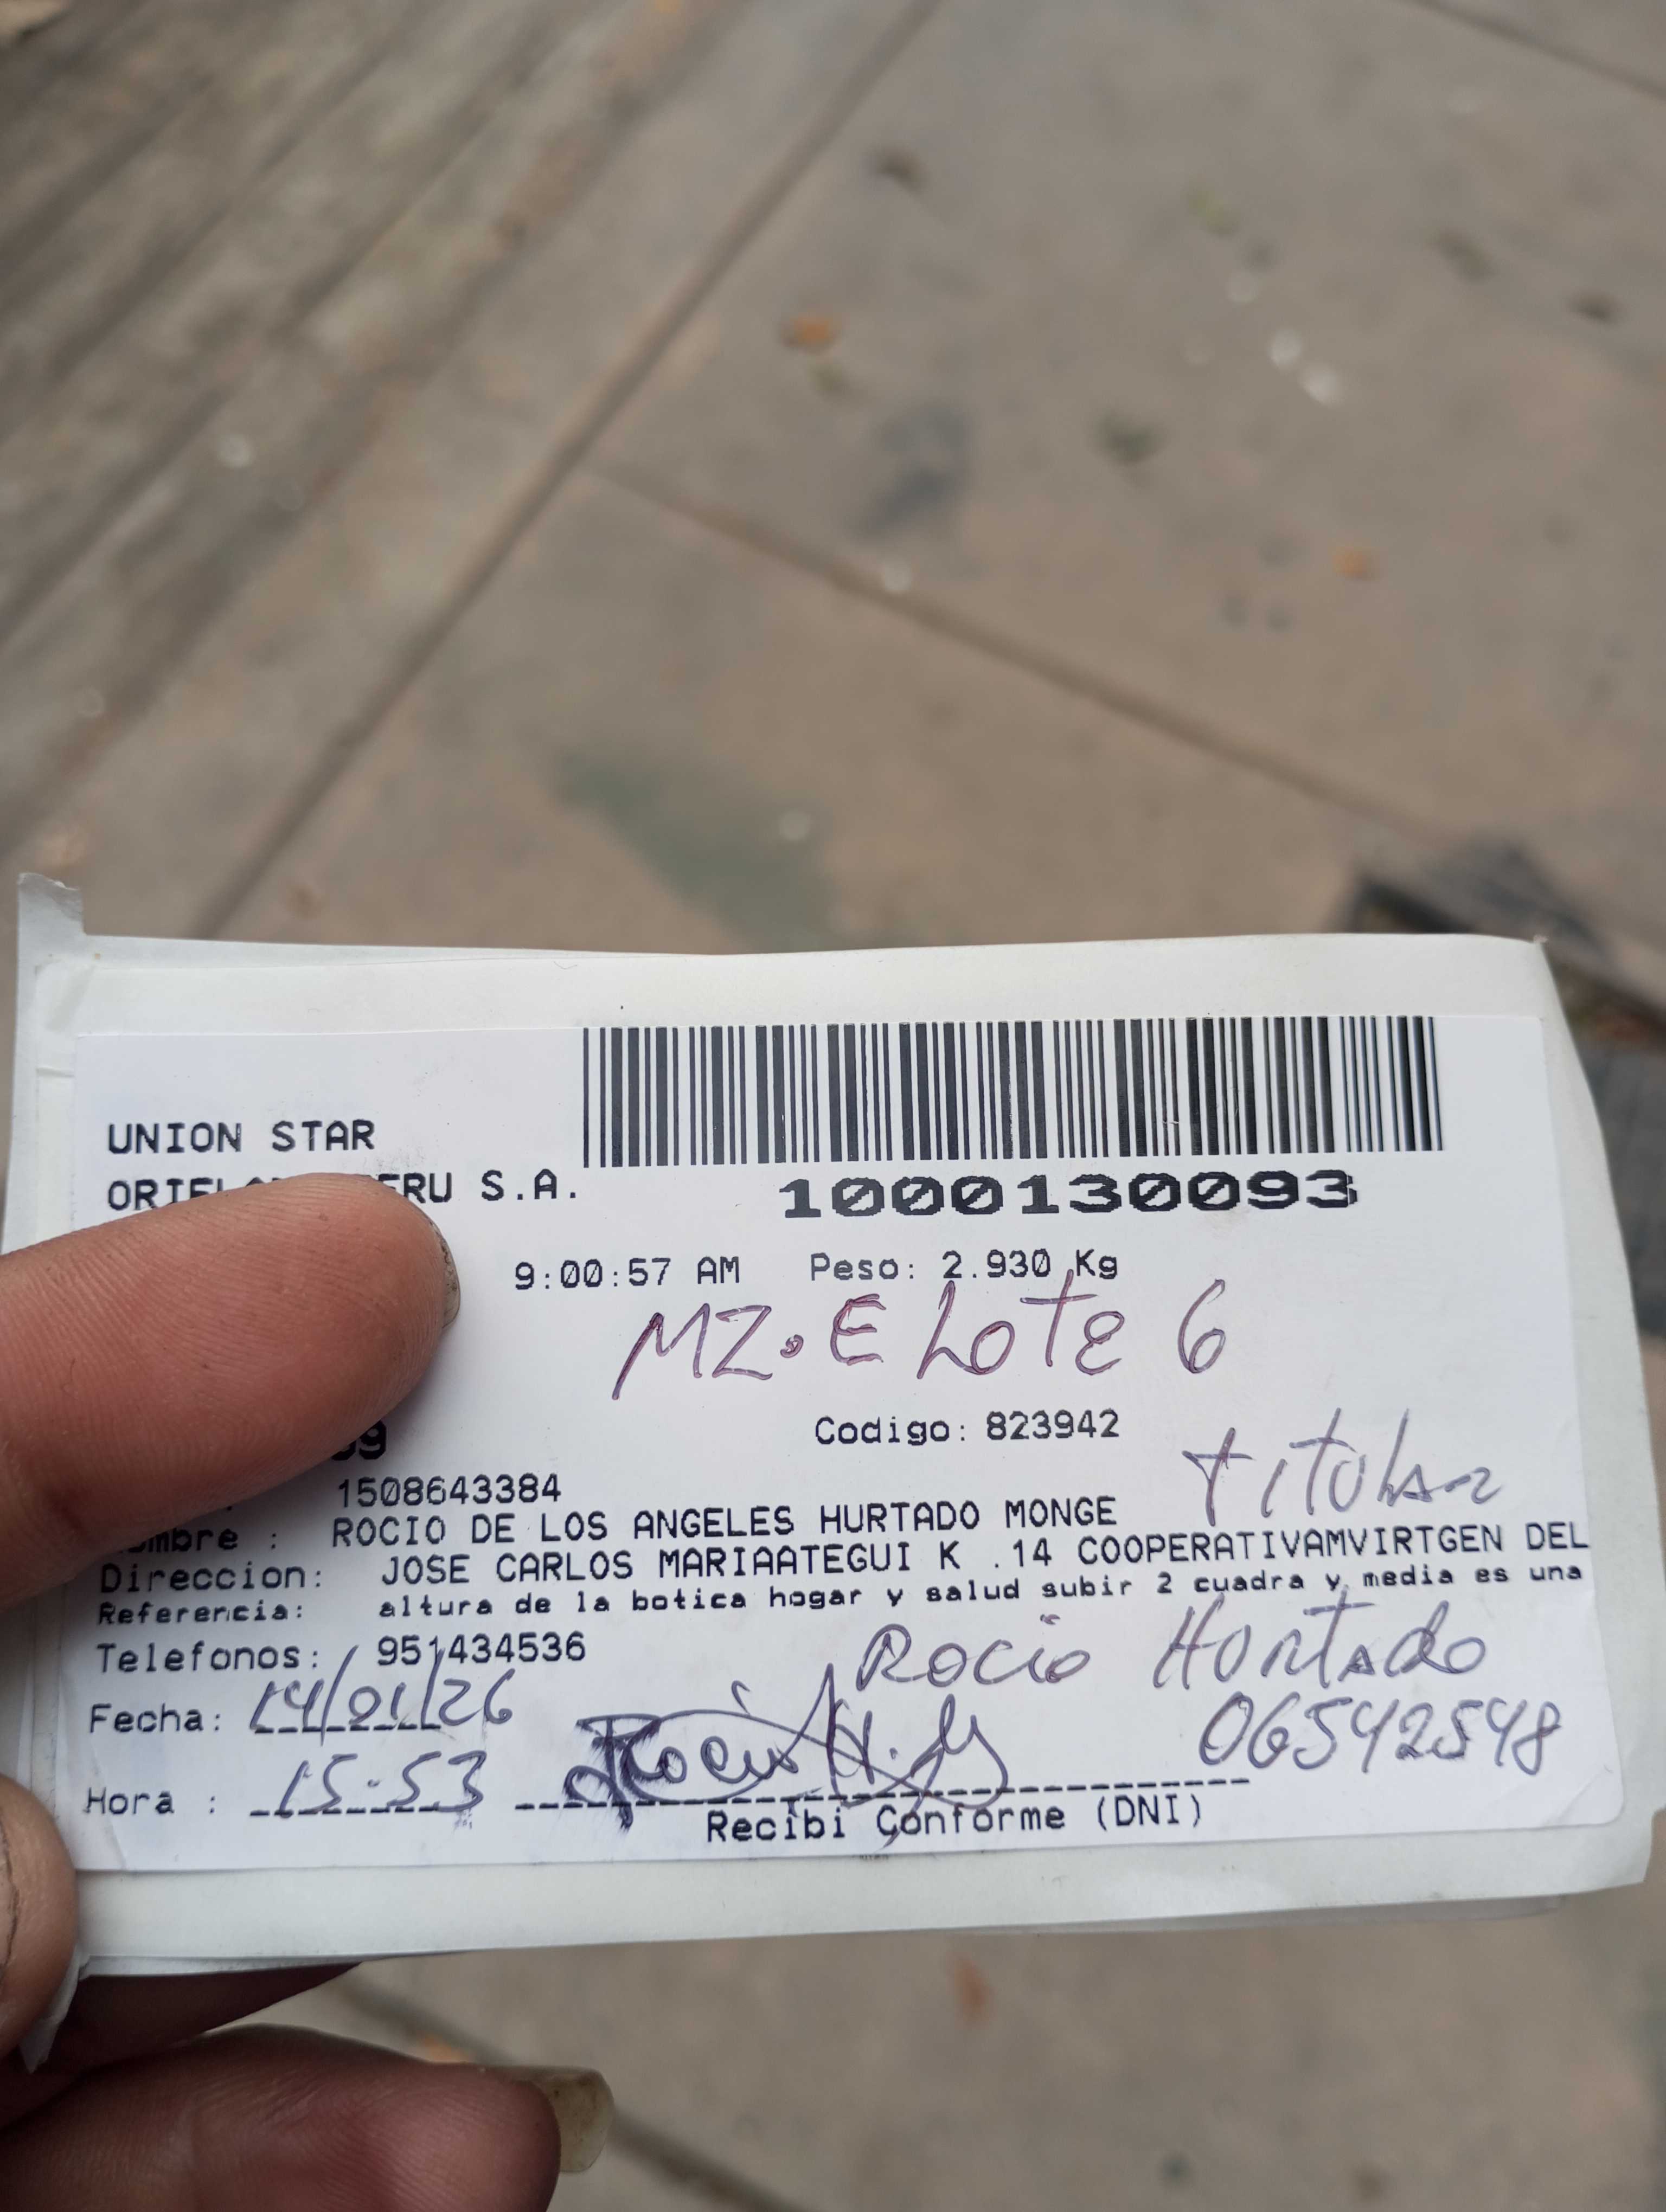 UNION STAR
S.A.
1000130093
9:00:57 AM Peso: 2.930 Kg
MZ. E LOTE 6
Codigo: 823942
1508643384
titular
ROCIO DE LOS ANGELES HURTADO MONGE
Direccion: JOSE CARLOS MARIAATEGUI K .14 COOPERATIVAMVIRTGEN DEL
Referencia: altura de la botica hogar y salud subir 2 cuadra y media es una
Telefonos: 951434536
Rocio Hurtado
Fecha: 14/01/26
06542548
Hora : 15:53
Rocio H. M
Recibi Conforme (DNI)